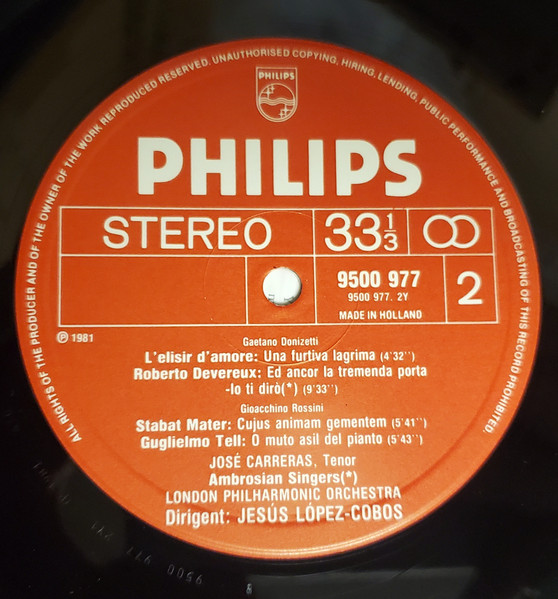 ALL RIGHTS OF THE PRODUCER AND OF THE OWNER OF THE WORK REPRODUCED RESERVED. UNAUTHORISED COPYING, HIRING, LENDING, PUBLIC PERFORMANCE AND BROADCASTING OF THIS RECORD PROHIBITED.
PHILIPS
PHILIPS
STEREO 33 1/3
9500 977
9500 977. 2Y
MADE IN HOLLAND
2
℗ 1981
Gaetano Donizetti
L'elisir d'amore: Una furtiva lagrima (4'32")
Roberto Devereux: Ed ancor la tremenda porta
-Io ti dirò(*) (9'33")
Gioacchino Rossini
Stabat Mater: Cujus animam gementem (5'41")
Guglielmo Tell: O muto asil del pianto (5'43")
JOSÉ CARRERAS, Tenor
Ambrosian Singers(*)
LONDON PHILHARMONIC ORCHESTRA
Dirigent: JESÚS LÓPEZ-COBOS
9500 977